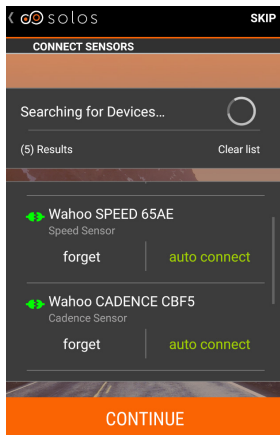 solos
SKIP
CONNECT SENSORS
Searching for Devices...
(5) Results
Clear list
Wahoo SPEED 65AE
Speed Sensor
forget
auto connect
Wahoo CADENCE CBF5
Cadence Sensor
forget
auto connect
CONTINUE